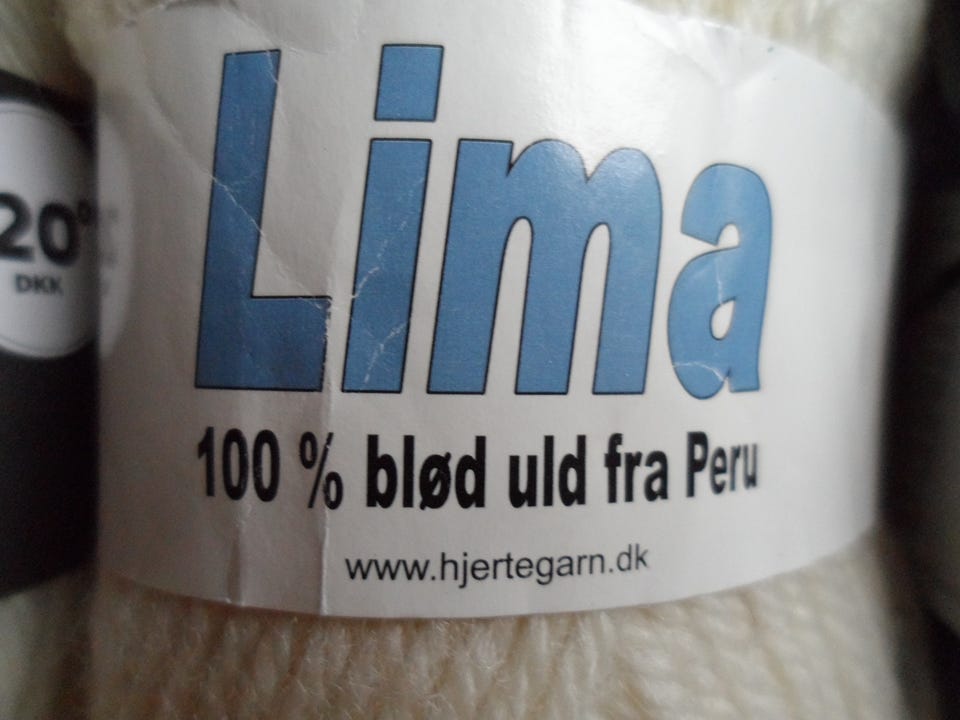 Lima
100 % blød uld fra Peru
www.hjertegarn.dk
20
DKK